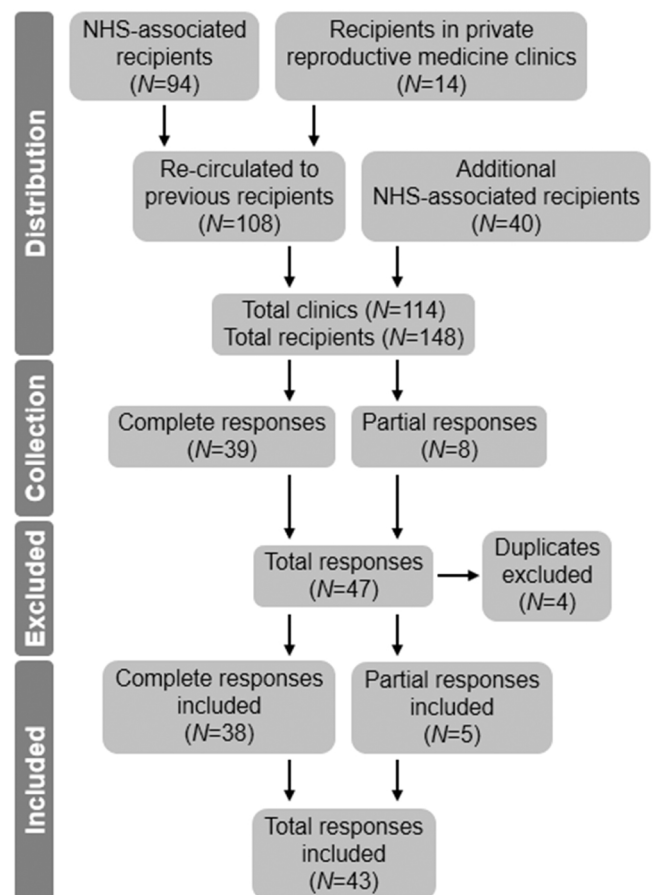 Distribution
NHS-associated
recipients
(N=94)
Recipients in private
reproductive medicine clinics
(N=14)
Re-circulated to
previous recipients
(N=108)
Additional
NHS-associated recipients
(N=40)
Total clinics (N=114)
Total recipients (N=148)
Collection
Complete responses
(N=39)
Partial responses
(N=8)
Excluded
Total responses
(N=47)
Duplicates
excluded
(N=4)
Included
Complete responses
included
(N=38)
Partial responses
included
(N=5)
Total responses
included
(N=43)